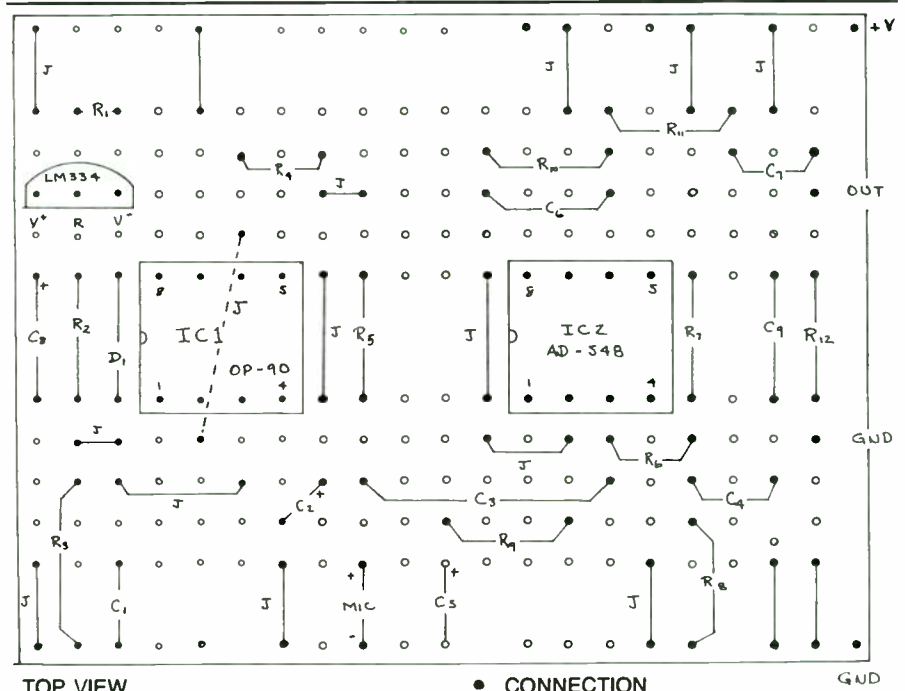 +V
J
J
J
J
R1
R11
R4
R10
C7
LM334
J
C6
OUT
V+ R V-
+
8 5
8 5
C8
R2
D1
IC1
J
OP-90
J
R5
J
IC2
AD-548
R7
C9
R12
1 4
1 4
J
J
R6
GND
J
C2 +
C3
C4
R3
R9
R8
J
C1
J
+
MIC
-
+
C5
J
TOP VIEW
● CONNECTION
GND